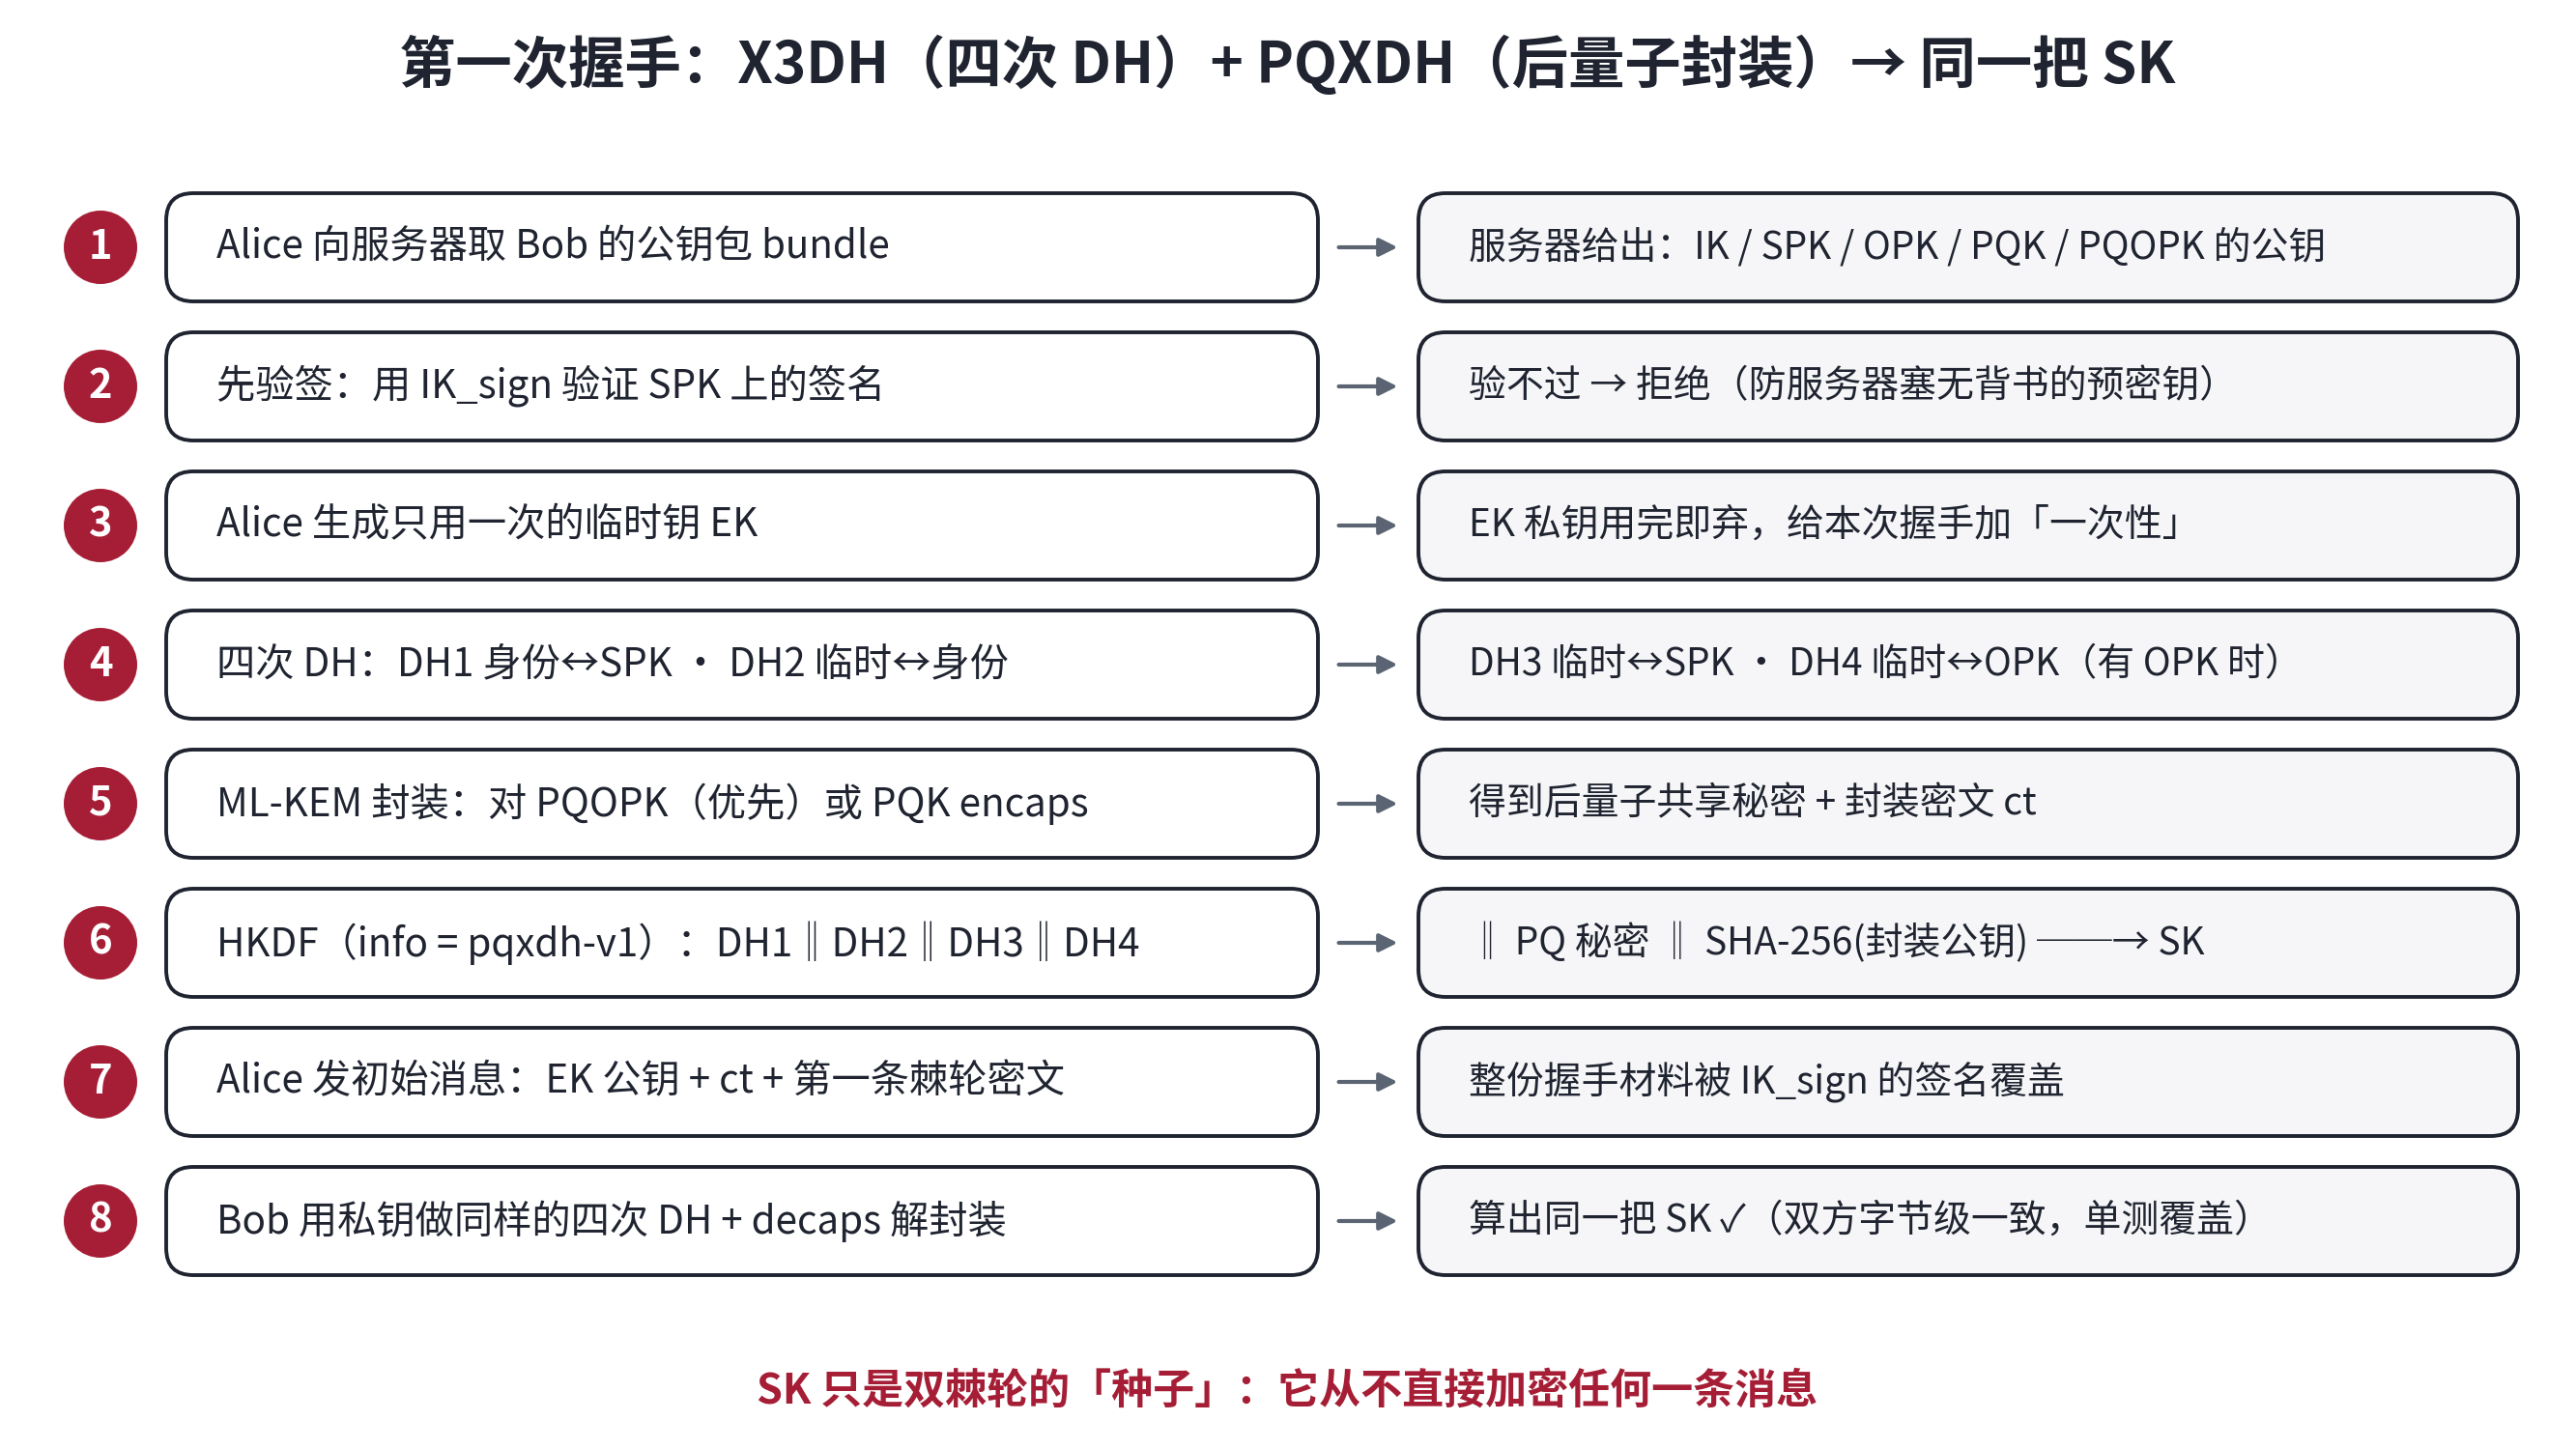 第一次握手：X3DH（四次 DH）+ PQXDH（后量子封装）→ 同一把 SK
1
Alice 向服务器取 Bob 的公钥包 bundle
服务器给出：IK / SPK / OPK / PQK / PQOPK 的公钥
2
先验签：用 IK_sign 验证 SPK 上的签名
验不过 → 拒绝（防服务器塞无背书的预密钥）
3
Alice 生成只用一次的临时钥 EK
EK 私钥用完即弃，给本次握手加「一次性」
4
四次 DH：DH1 身份↔SPK · DH2 临时↔身份
DH3 临时↔SPK · DH4 临时↔OPK（有 OPK 时）
5
ML-KEM 封装：对 PQOPK（优先）或 PQK encaps
得到后量子共享秘密 + 封装密文 ct
6
HKDF（info = pqxdh-v1）：DH1 ‖ DH2 ‖ DH3 ‖ DH4
‖ PQ 秘密 ‖ SHA-256(封装公钥) ──→ SK
7
Alice 发初始消息：EK 公钥 + ct + 第一条棘轮密文
整份握手材料被 IK_sign 的签名覆盖
8
Bob 用私钥做同样的四次 DH + decaps 解封装
算出同一把 SK ✓（双方字节级一致，单测覆盖）
SK 只是双棘轮的「种子」：它从不直接加密任何一条消息